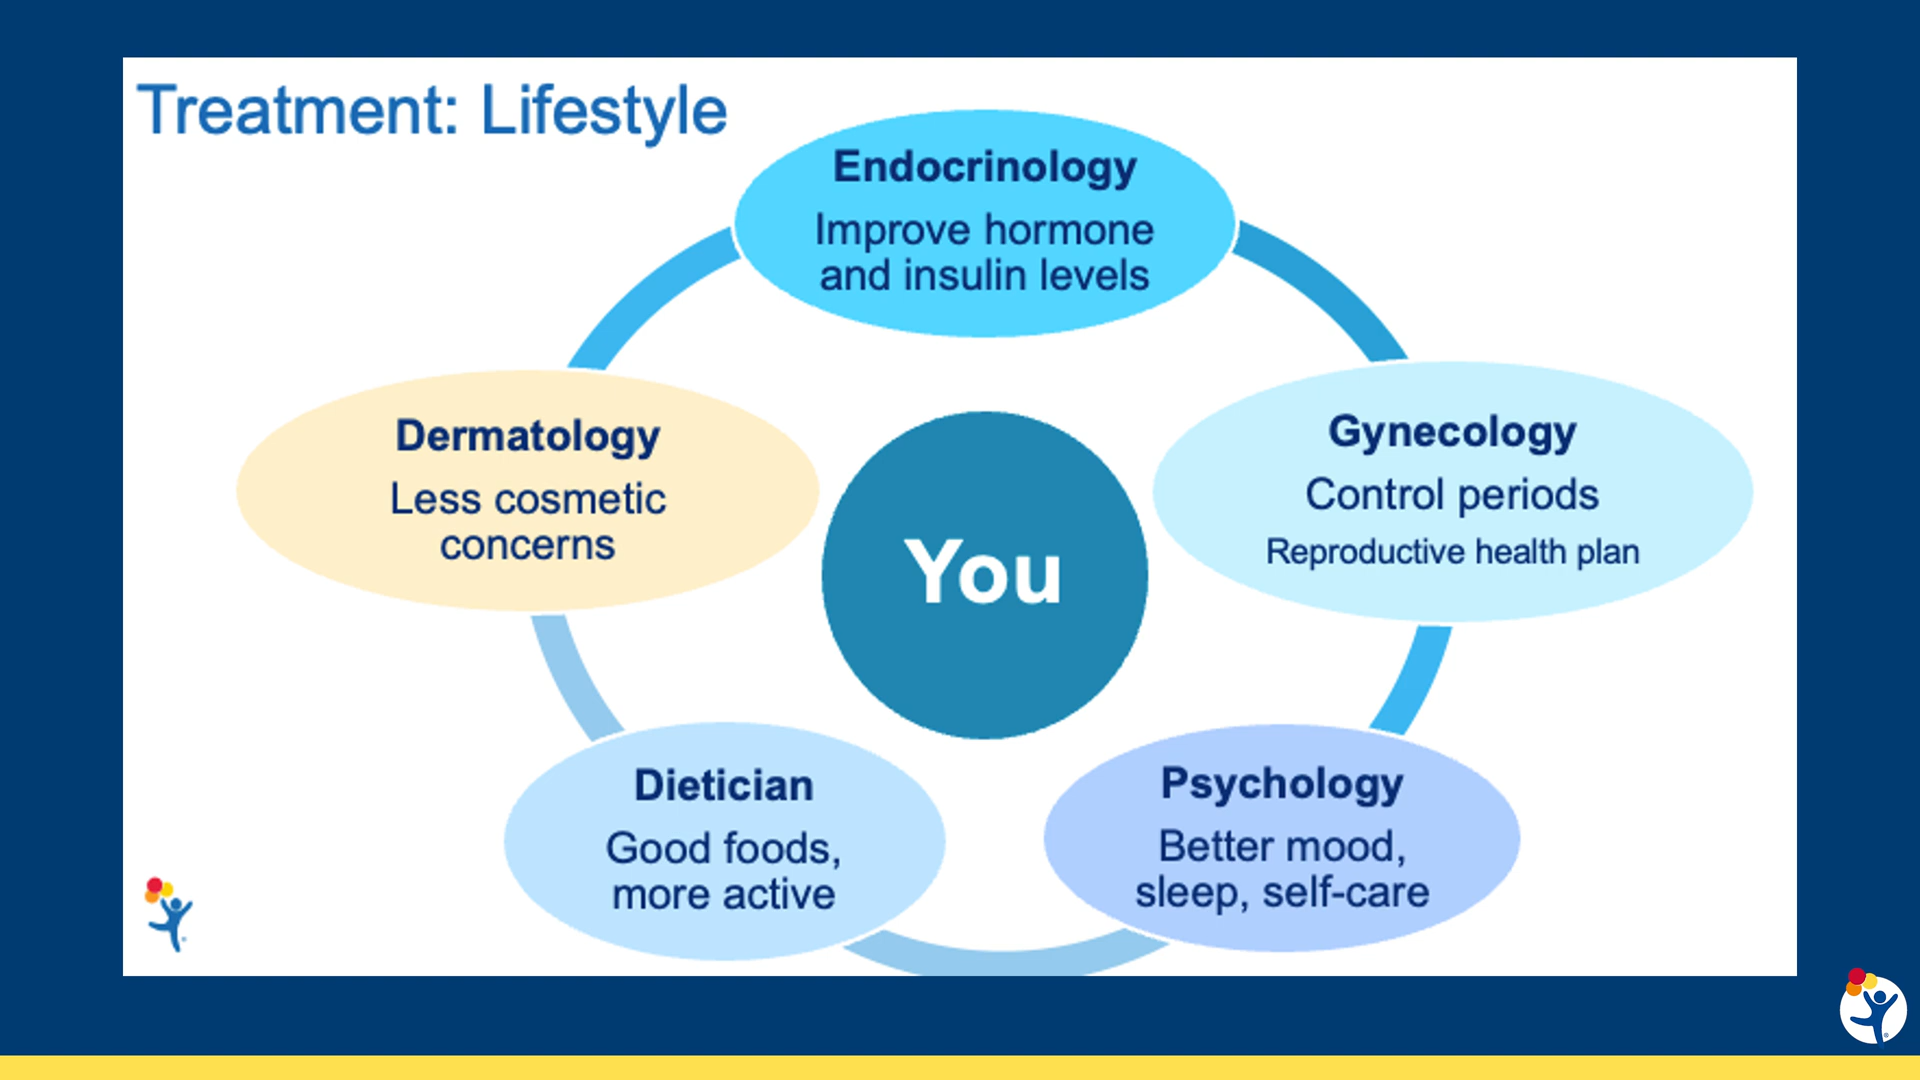 Treatment: Lifestyle
Endocrinology
Improve hormone
and insulin levels
Dermatology
Less cosmetic
concerns
Gynecology
Control periods
Reproductive health plan
You
Dietician
Good foods,
more active
Psychology
Better mood,
sleep, self-care